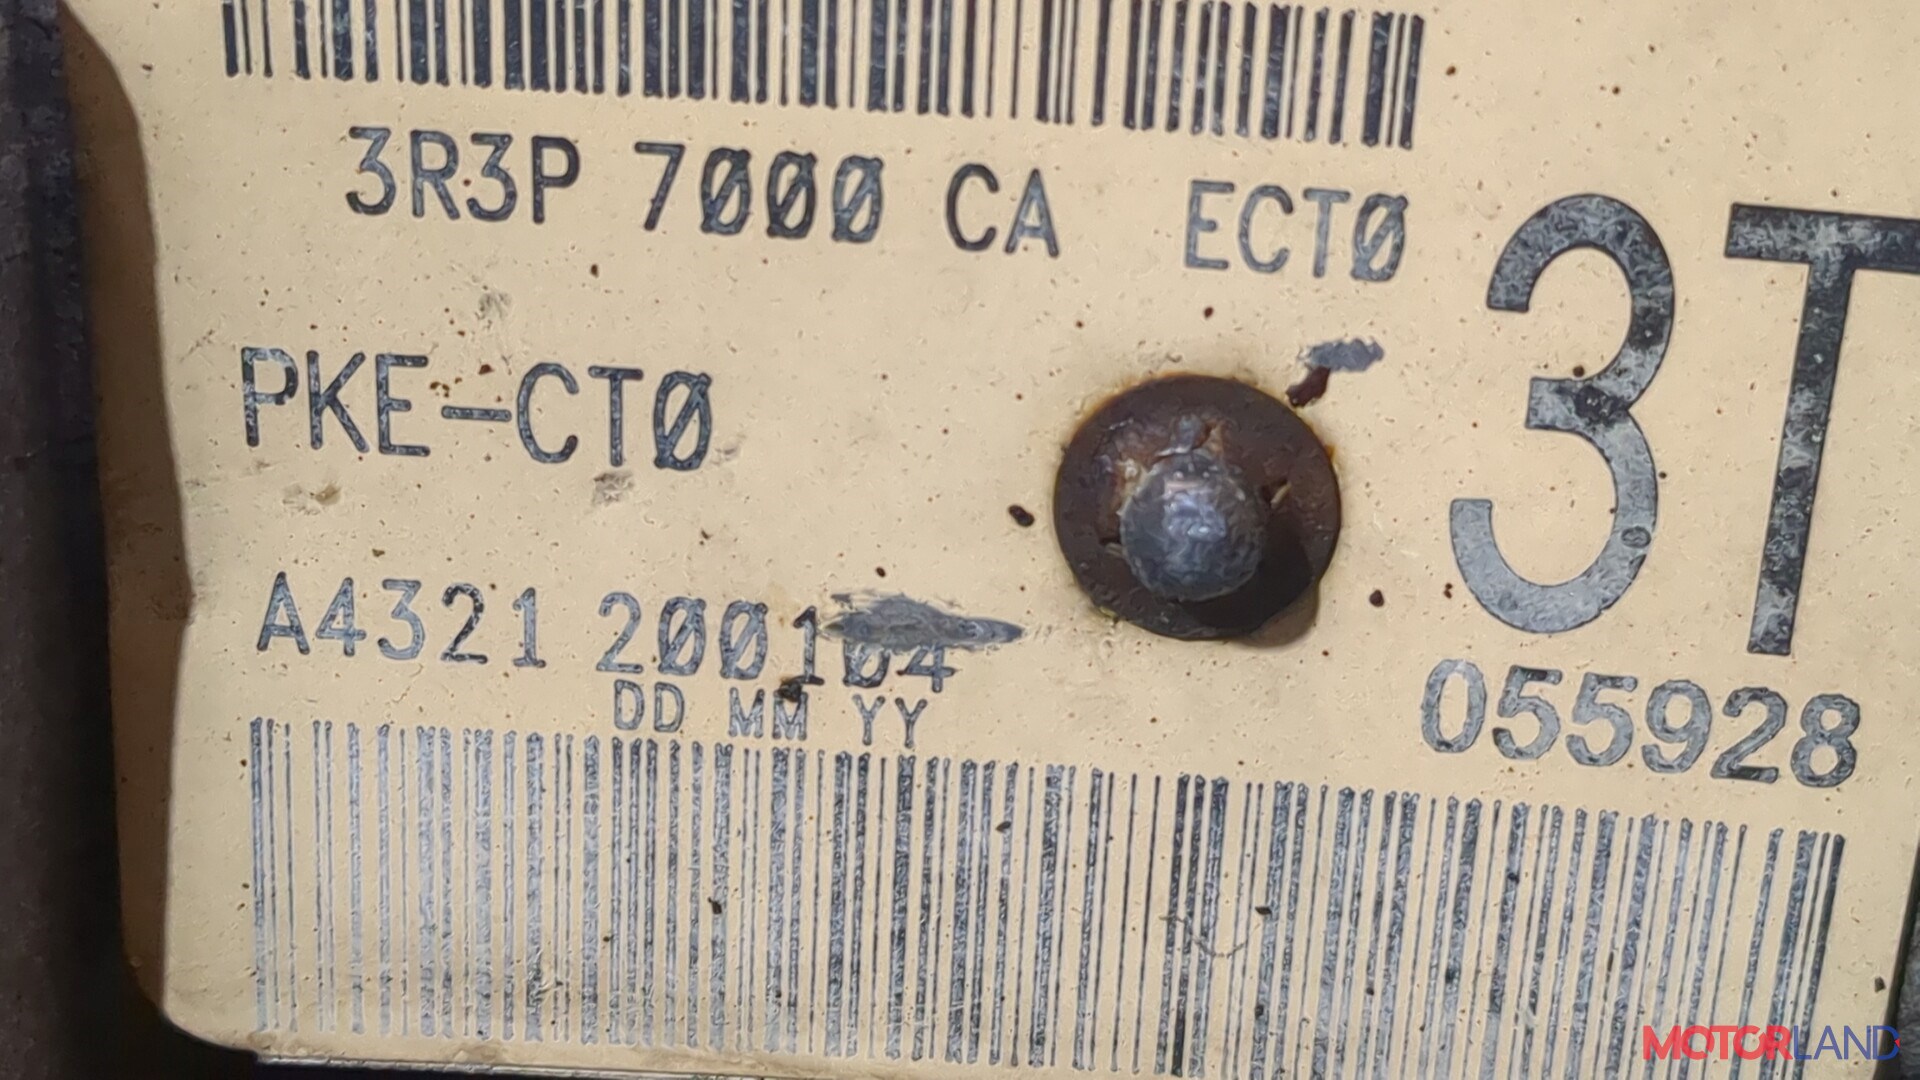 3R3P 7000 CA ECT0
3T
PKE-CT0
A4321 200104
DD MM YY
055928
MOTORLAND